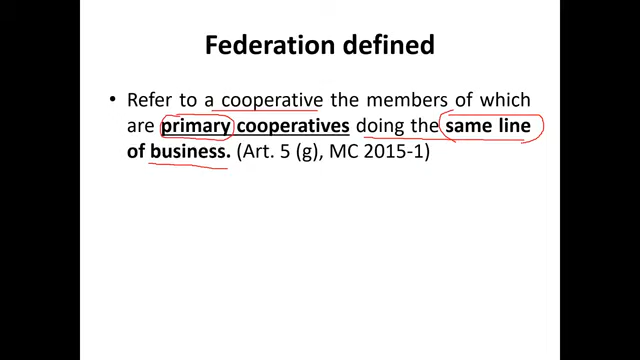 Federation defined
• Refer to a cooperative the members of which
are primary cooperatives doing the same line
of business. (Art. 5 (g), MC 2015-1)